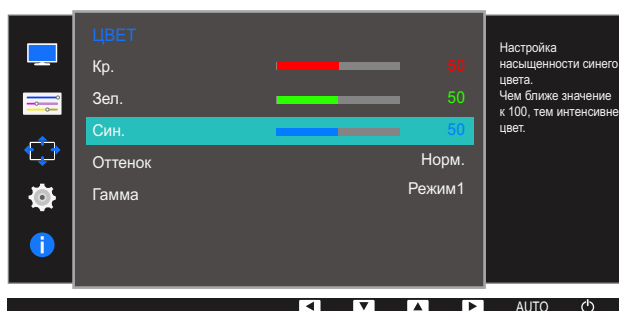 ЦВЕТ
Кр. 50
Зел. 50
Син. 50
Оттенок Норм.
Гамма Режим1
Настройка
насыщенности синего
цвета.
Чем ближе значение
к 100, тем интенсивне
цвет.
AUTO